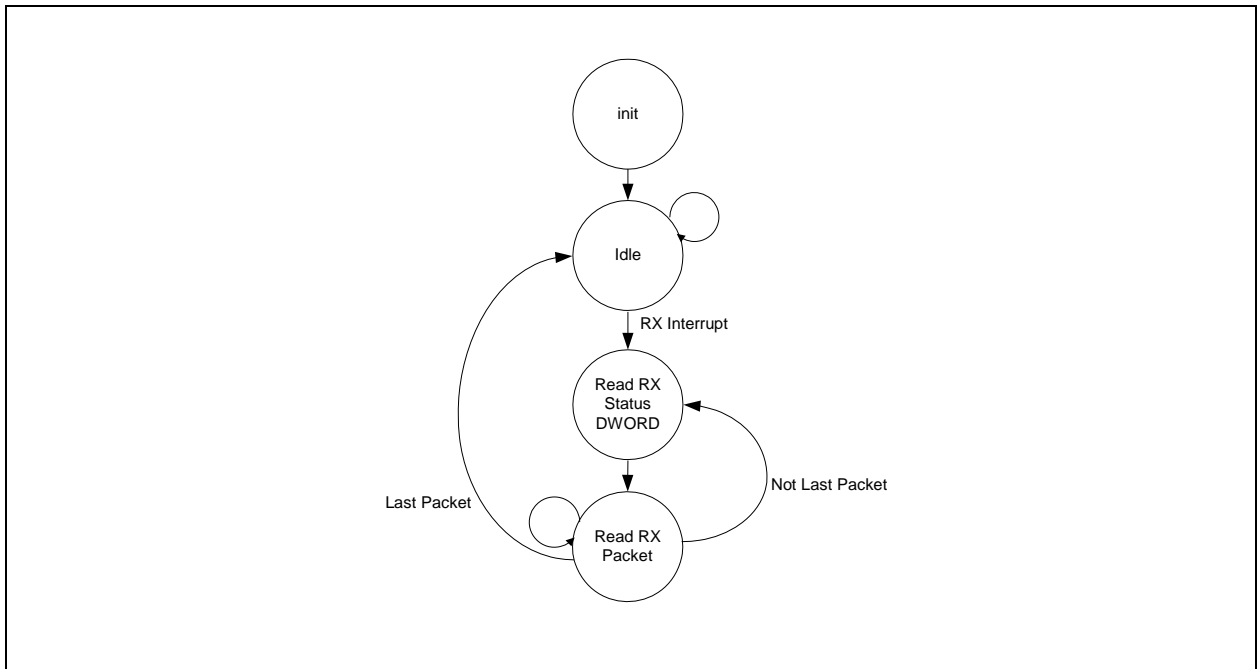 init
Idle
RX Interrupt
Read RX
Status
DWORD
Not Last Packet
Last Packet
Read RX
Packet